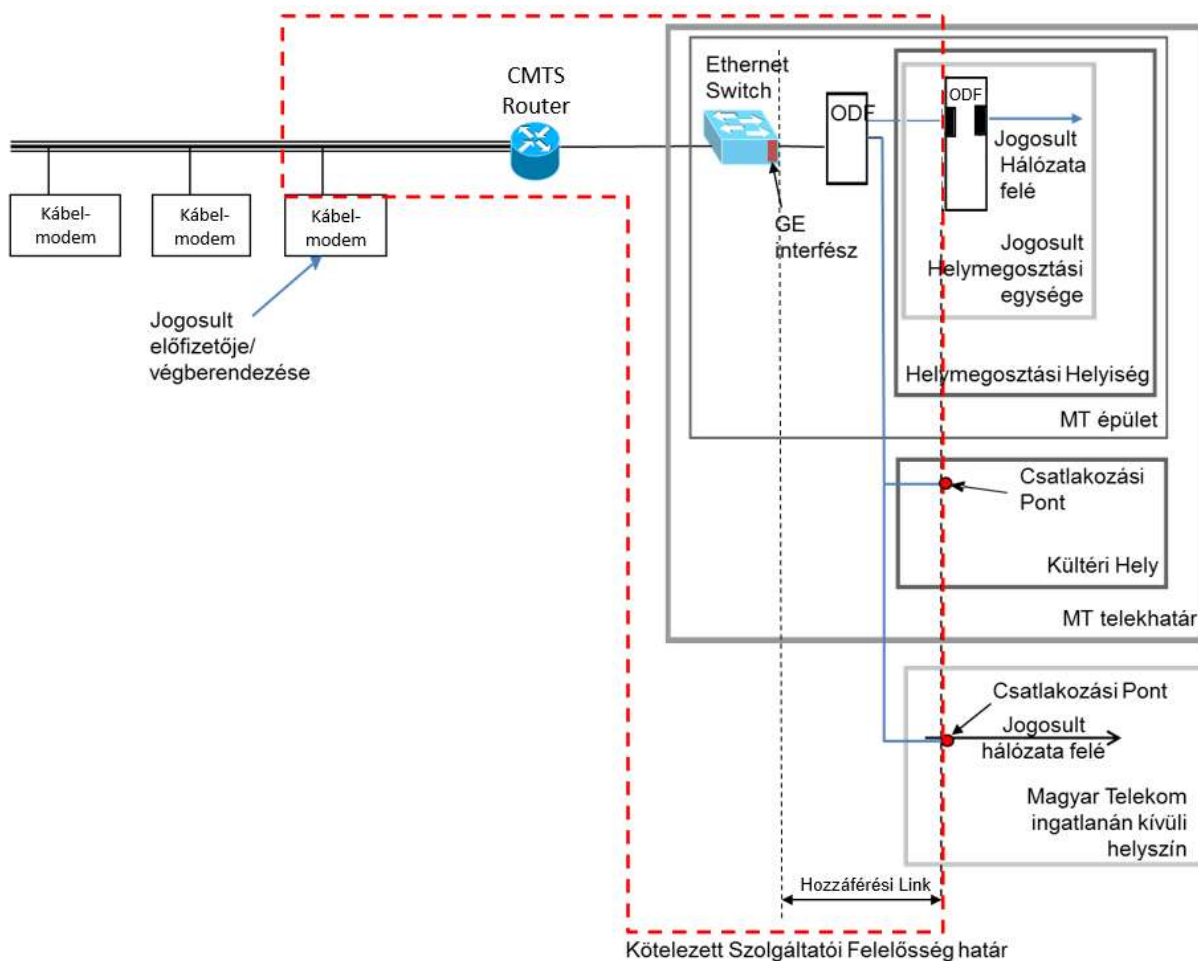 CMTS
Router
Ethernet
Switch
ODF
ODF
Jogosult
Hálózata
felé
GE
interfész
Jogosult
Helymegosztási
egysége
Helymegosztási Helyiség
MT épület
Kábel-
modem
Kábel-
modem
Kábel-
modem
Jogosult
előfizetője/
végberendezése
Csatlakozási
Pont
Kültéri Hely
MT telekhatár
Csatlakozási Pont
Jogosult
hálózata felé
Magyar Telekom
ingatlanán kívüli
helyszín
Hozzáférési Link
Kötelezett Szolgáltatói Felelősség határ